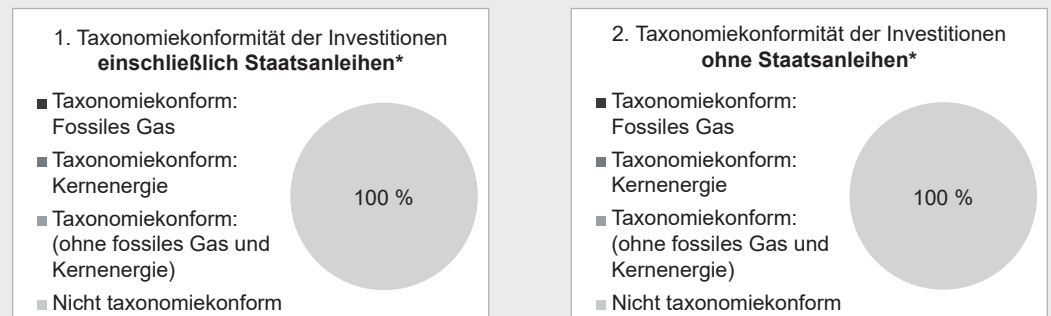 1. Taxonomiekonformität der Investitionen
einschließlich Staatsanleihen*
Taxonomiekonform:
Fossiles Gas
Taxonomiekonform:
Kernenergie
Taxonomiekonform:
(ohne fossiles Gas und
Kernenergie)
Nicht taxonomiekonform
100 %
2. Taxonomiekonformität der Investitionen
ohne Staatsanleihen*
Taxonomiekonform:
Fossiles Gas
Taxonomiekonform:
Kernenergie
Taxonomiekonform:
(ohne fossiles Gas und
Kernenergie)
Nicht taxonomiekonform
100 %